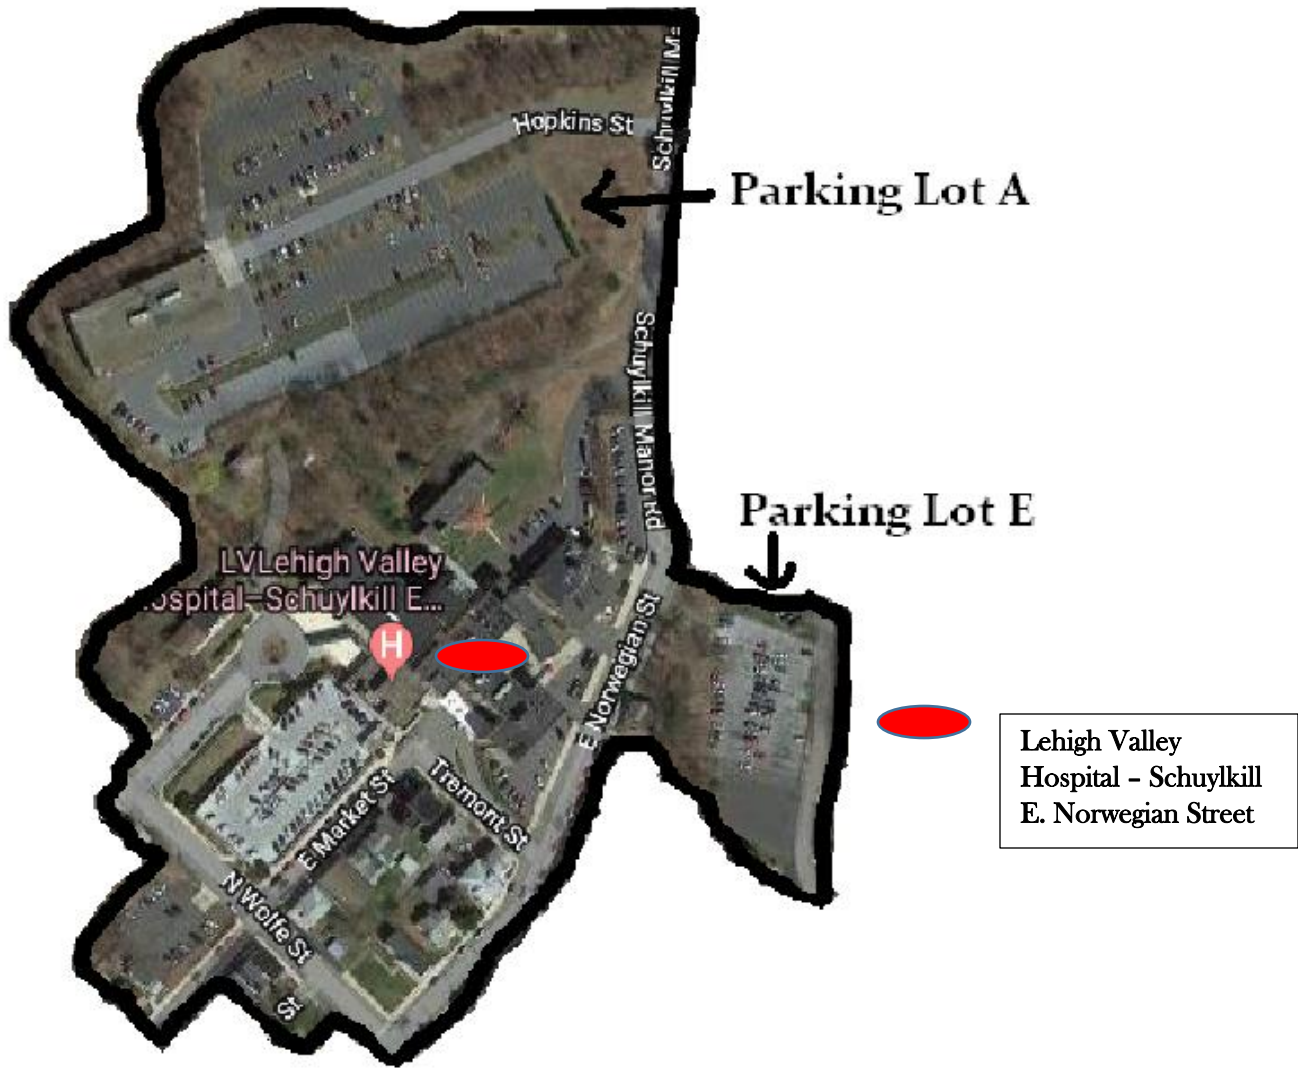 Hopkins St
Schuylkill Ma
Parking Lot A
Schuylkill Manor Rd
Parking Lot E
LVLehigh Valley
ospital–Schuylkill E...
H
E Norwegian St
Lehigh Valley
Hospital – Schuylkill
E. Norwegian Street
Tremont St
E Market St
N Wolfe St
St